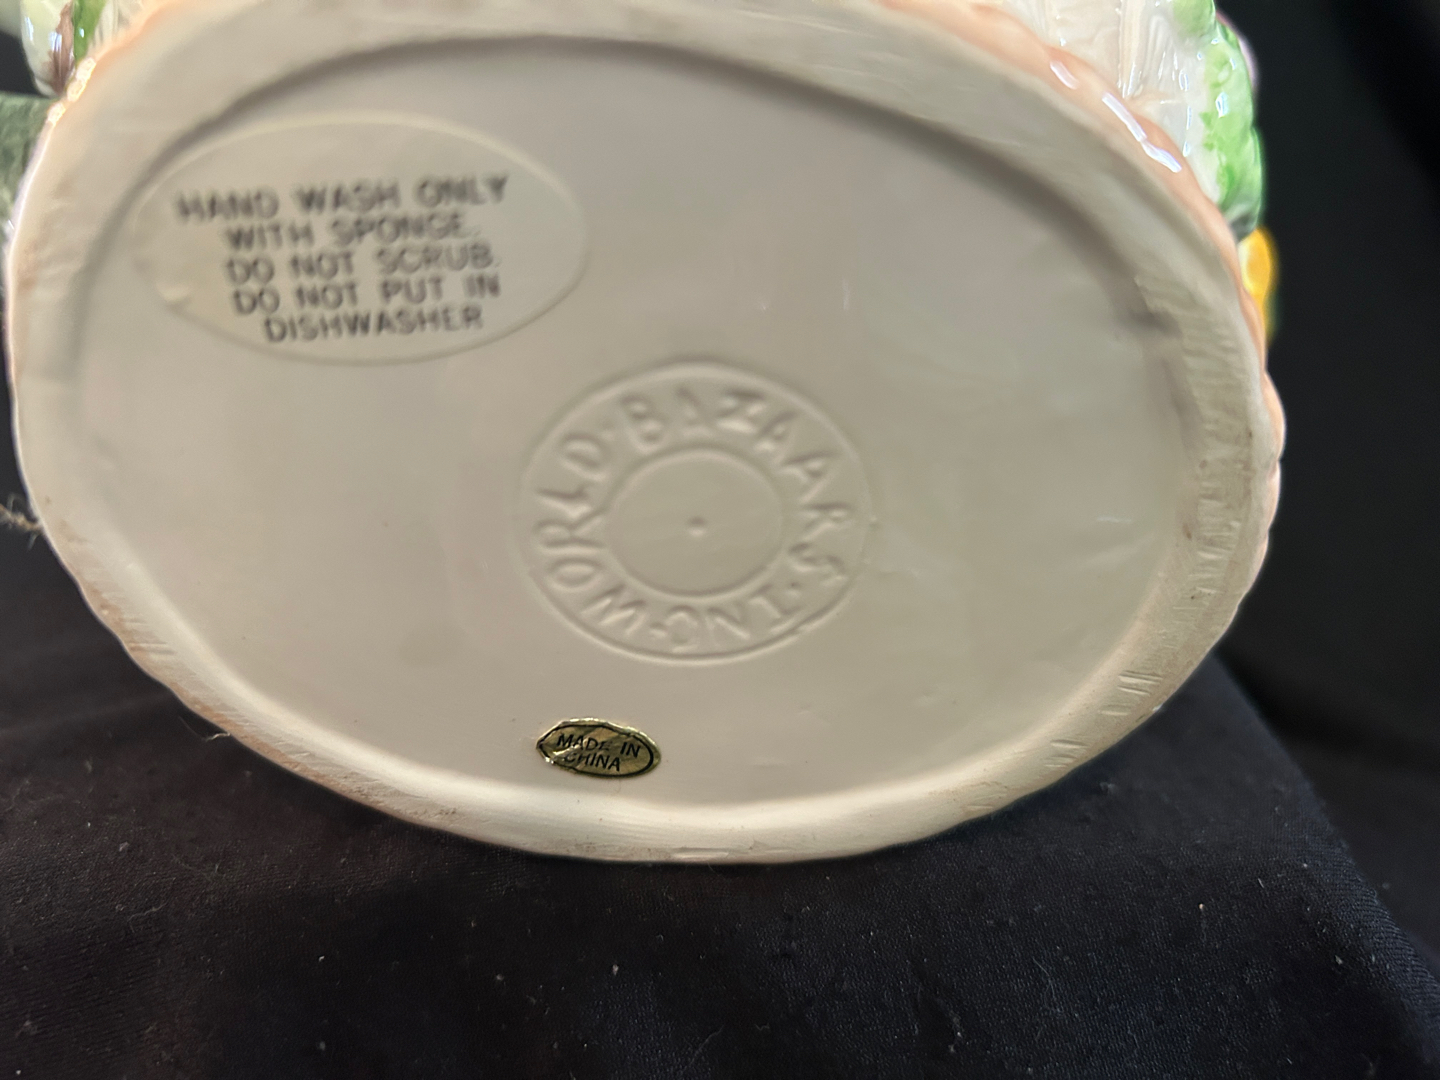 HAND WASH ONLY
WITH SPONGE.
DO NOT SCRUB.
DO NOT PUT IN
DISHWASHER
WORLD · BAZAARS · INC ·
MADE IN
CHINA